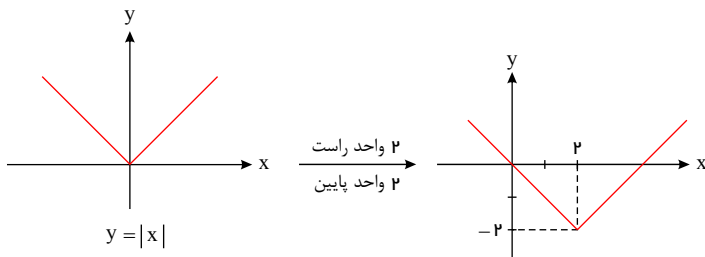 y
x
y = |x|
۲ واحد راست
۲ واحد پایین
y
۲
x
−۲